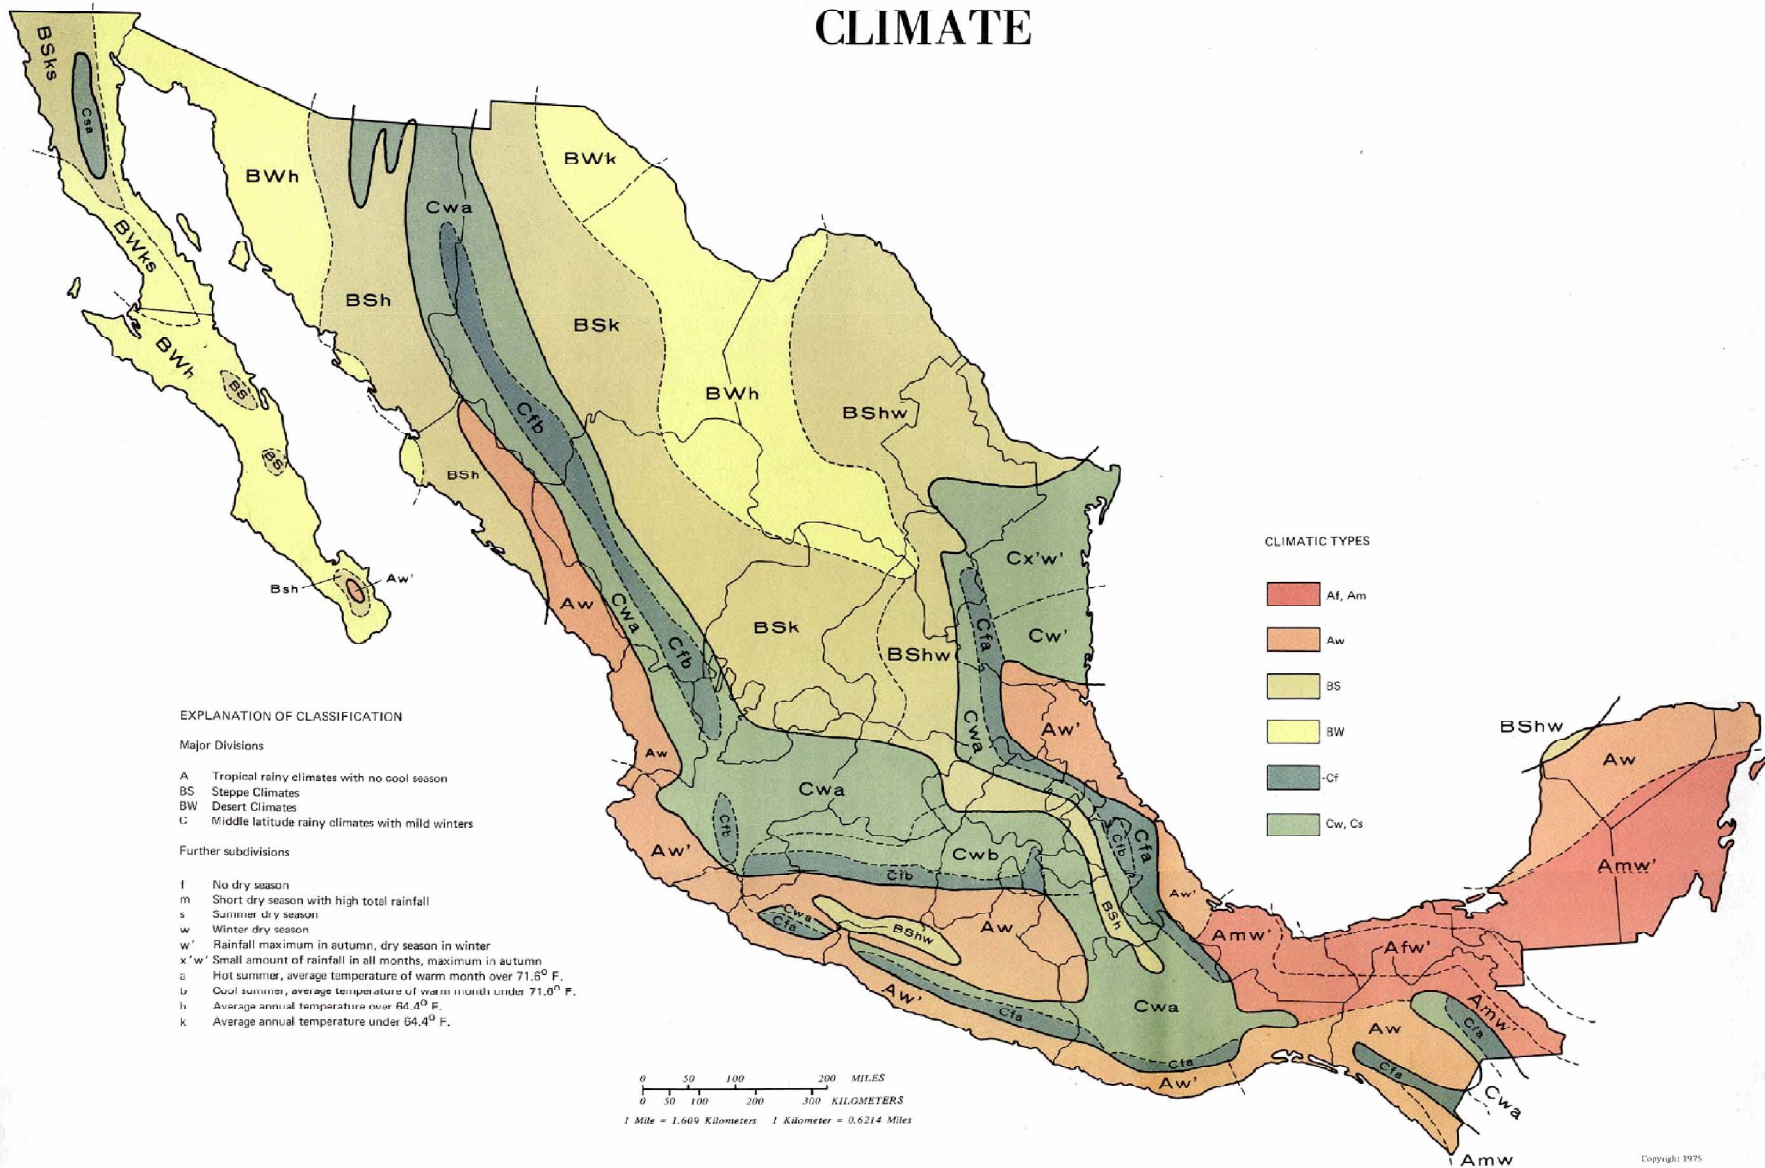 CLIMATE
BSks
Csa
BWh
BWk
Cwa
BWks
BSh
BSk
BWh
BWh
BS
BShw
Cfb
BS
BSh
Cx'w'
CLIMATIC TYPES
Bsh
Aw'
Af, Am
Aw
Cwa
Cfa
BSk
Cw'
Aw
Cfb
BShw
BS
EXPLANATION OF CLASSIFICATION
Cwa
Aw'
BShw
BW
Major Divisions
Aw
Aw
A Tropical rainy climates with no cool season
BS Steppe Climates
BW Desert Climates
C Middle latitude rainy climates with mild winters
Cwa
Cf
Cw, Cs
Cfb
Cfb
Cfa
Further subdivisions
Aw'
Cwb
Cfb
Amw'
f No dry season
m Short dry season with high total rainfall
s Summer dry season
w Winter dry season
w' Rainfall maximum in autumn, dry season in winter
x'w' Small amount of rainfall in all months, maximum in autumn
a Hot summer, average temperature of warm month over 71.6° F.
b Cool summer, average temperature of warm month under 71.6° F.
h Average annual temperature over 64.4° F.
k Average annual temperature under 64.4° F.
Aw'
Cwa
Cfa
BShw
Aw
BSh
Amw'
Afw'
Aw'
Cfa
Cwa
Aw
Cfa
Amw'
Cfa
Aw'
Cfa
Cwa
Amw
0 50 100 200 MILES
0 50 100 200 300 KILOMETERS
1 Mile = 1.609 Kilometers 1 Kilometer = 0.6214 Miles
Copyright 1975